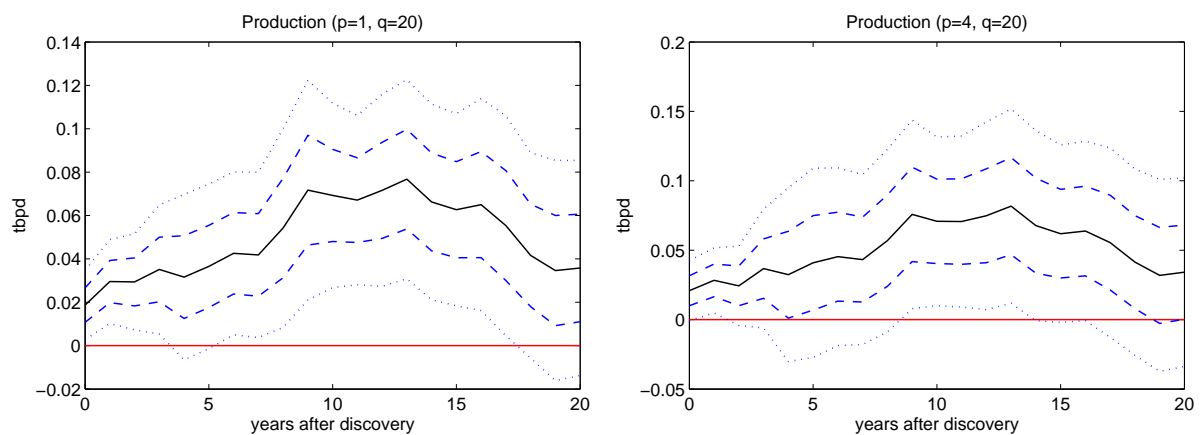 Production (p=1, q=20)
0.14
0.12
0.1
0.08
0.06
0.04
0.02
0
−0.02
tbpd
0 5 10 15 20
years after discovery
Production (p=4, q=20)
0.2
0.15
0.1
0.05
0
−0.05
tbpd
0 5 10 15 20
years after discovery